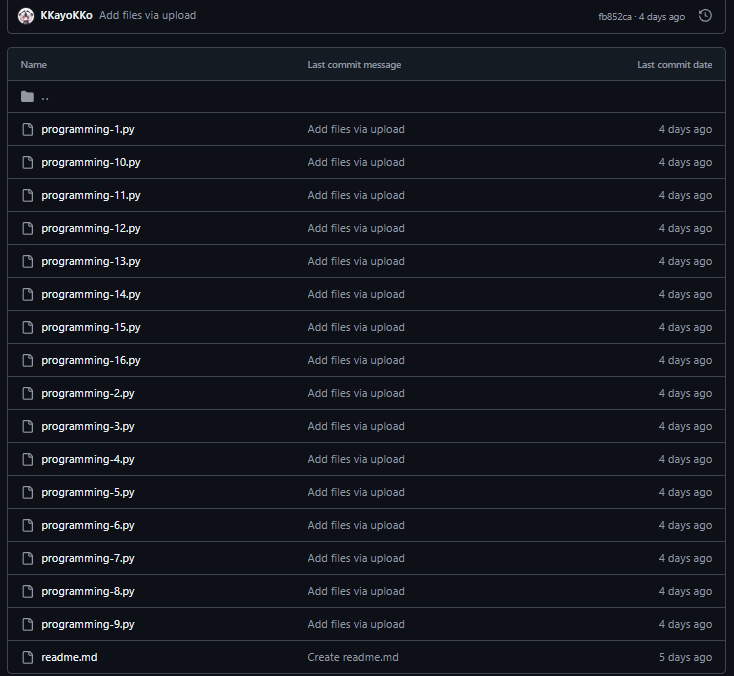 KKayoKKo Add files via upload fb852ca · 4 days ago
Name Last commit message Last commit date
..
programming-1.py Add files via upload 4 days ago
programming-10.py Add files via upload 4 days ago
programming-11.py Add files via upload 4 days ago
programming-12.py Add files via upload 4 days ago
programming-13.py Add files via upload 4 days ago
programming-14.py Add files via upload 4 days ago
programming-15.py Add files via upload 4 days ago
programming-16.py Add files via upload 4 days ago
programming-2.py Add files via upload 4 days ago
programming-3.py Add files via upload 4 days ago
programming-4.py Add files via upload 4 days ago
programming-5.py Add files via upload 4 days ago
programming-6.py Add files via upload 4 days ago
programming-7.py Add files via upload 4 days ago
programming-8.py Add files via upload 4 days ago
programming-9.py Add files via upload 4 days ago
readme.md Create readme.md 5 days ago